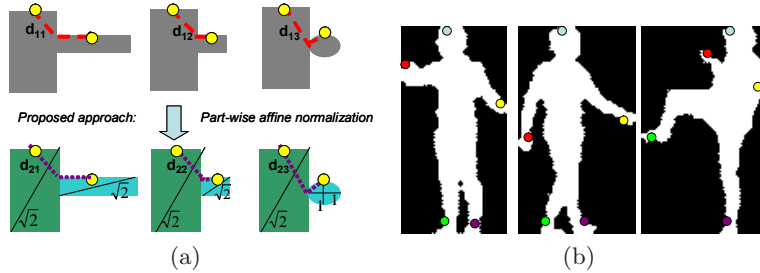 d11 d12 d13
Proposed approach: Part-wise affine normalization
d21 d22 d23
√2 √2 √2 √2 √2 1 1
(a) (b)